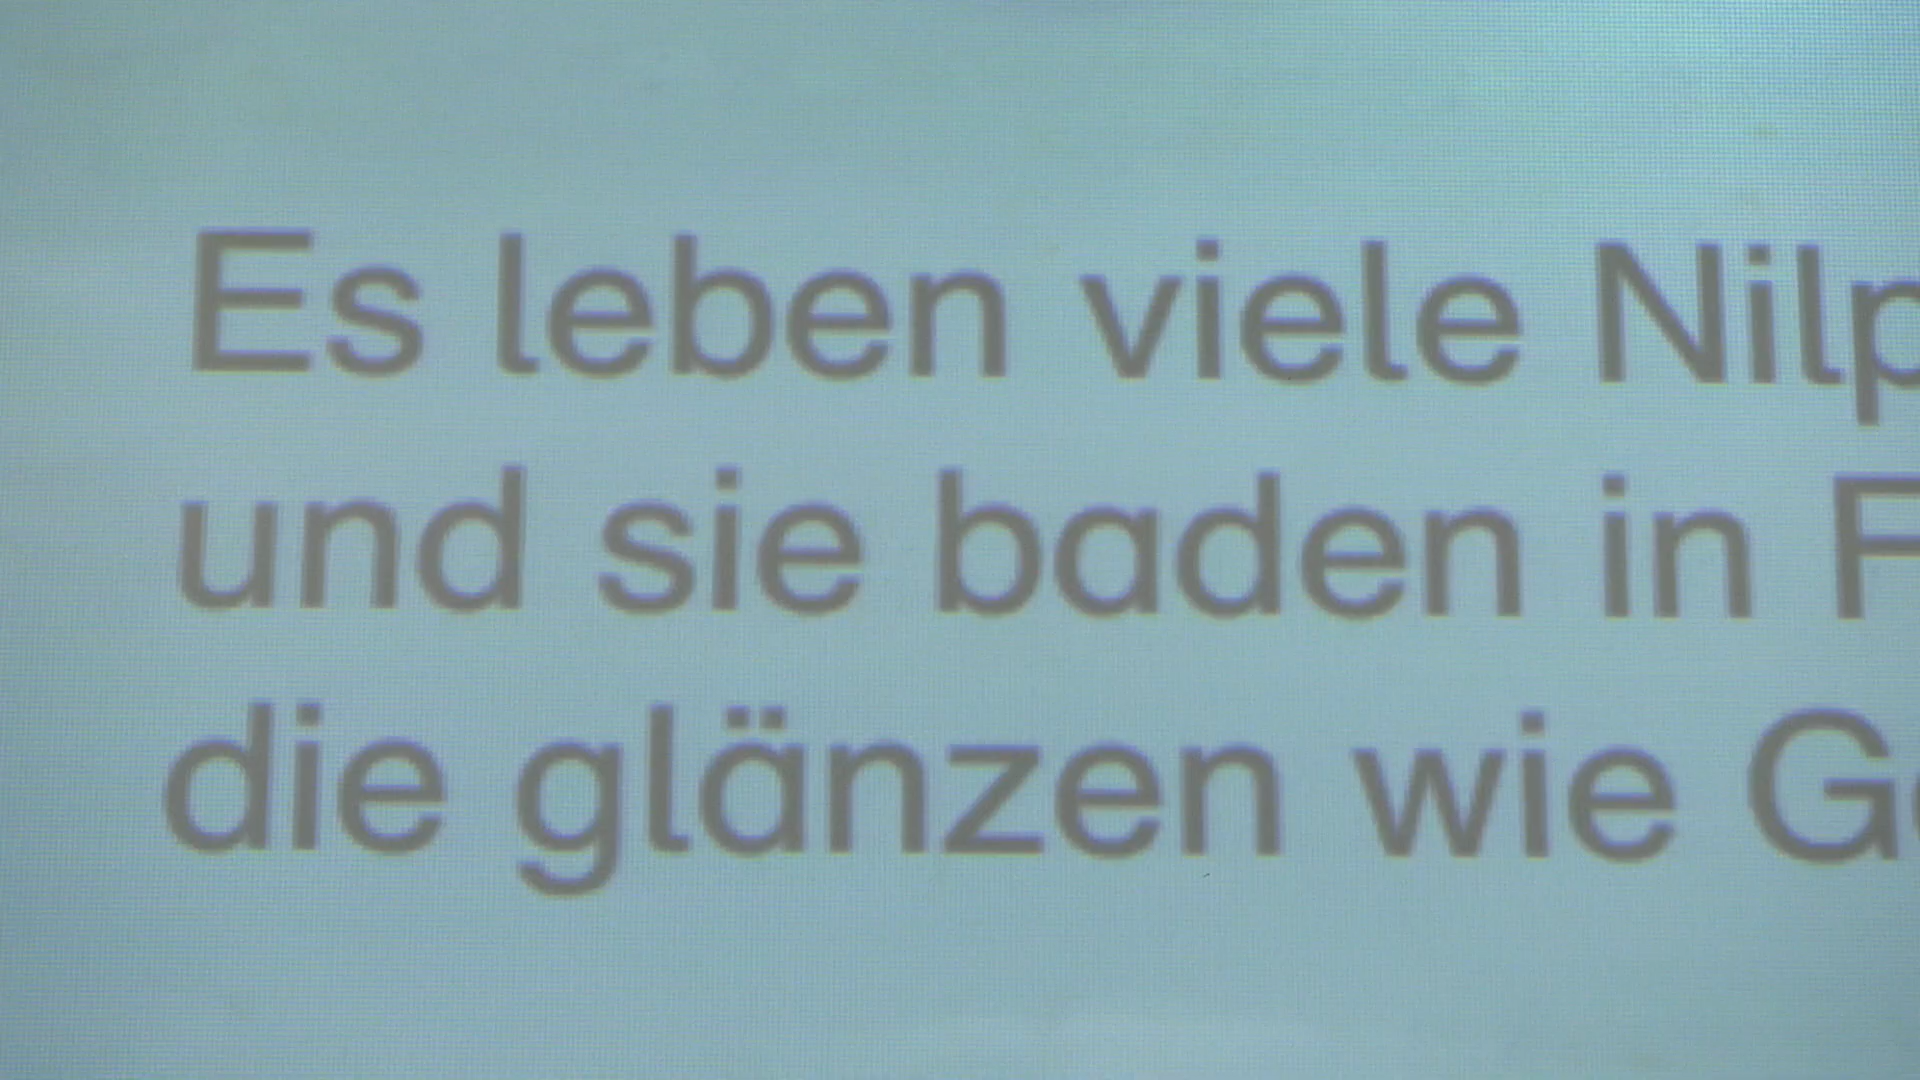 Es leben viele Nilp
und sie baden in F
die glänzen wie G